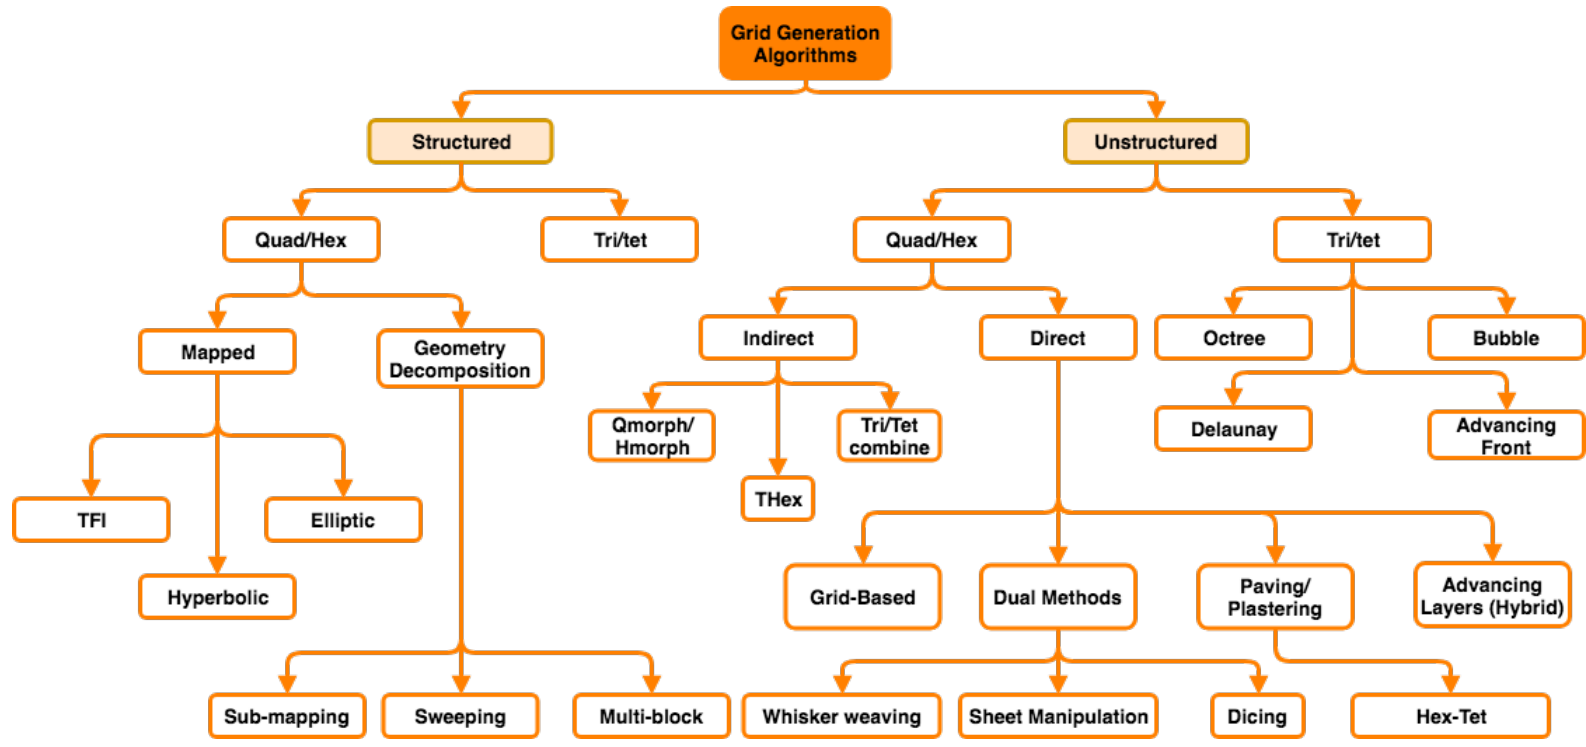 Grid Generation
Algorithms
Structured
Unstructured
Quad/Hex
Tri/tet
Quad/Hex
Tri/tet
Mapped
Geometry
Decomposition
Indirect
Direct
Octree
Bubble
Qmorph/
Hmorph
Tri/Tet
combine
Delaunay
Advancing
Front
THex
TFI
Elliptic
Hyperbolic
Grid-Based
Dual Methods
Paving/
Plastering
Advancing
Layers (Hybrid)
Sub-mapping
Sweeping
Multi-block
Whisker weaving
Sheet Manipulation
Dicing
Hex-Tet